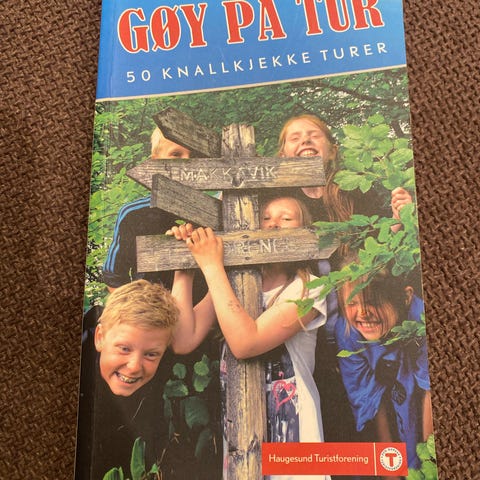 GØY PÅ TUR
50 KNALLKJEKKE TURER
MAKKAVIK
Haugesund Turistforening
T